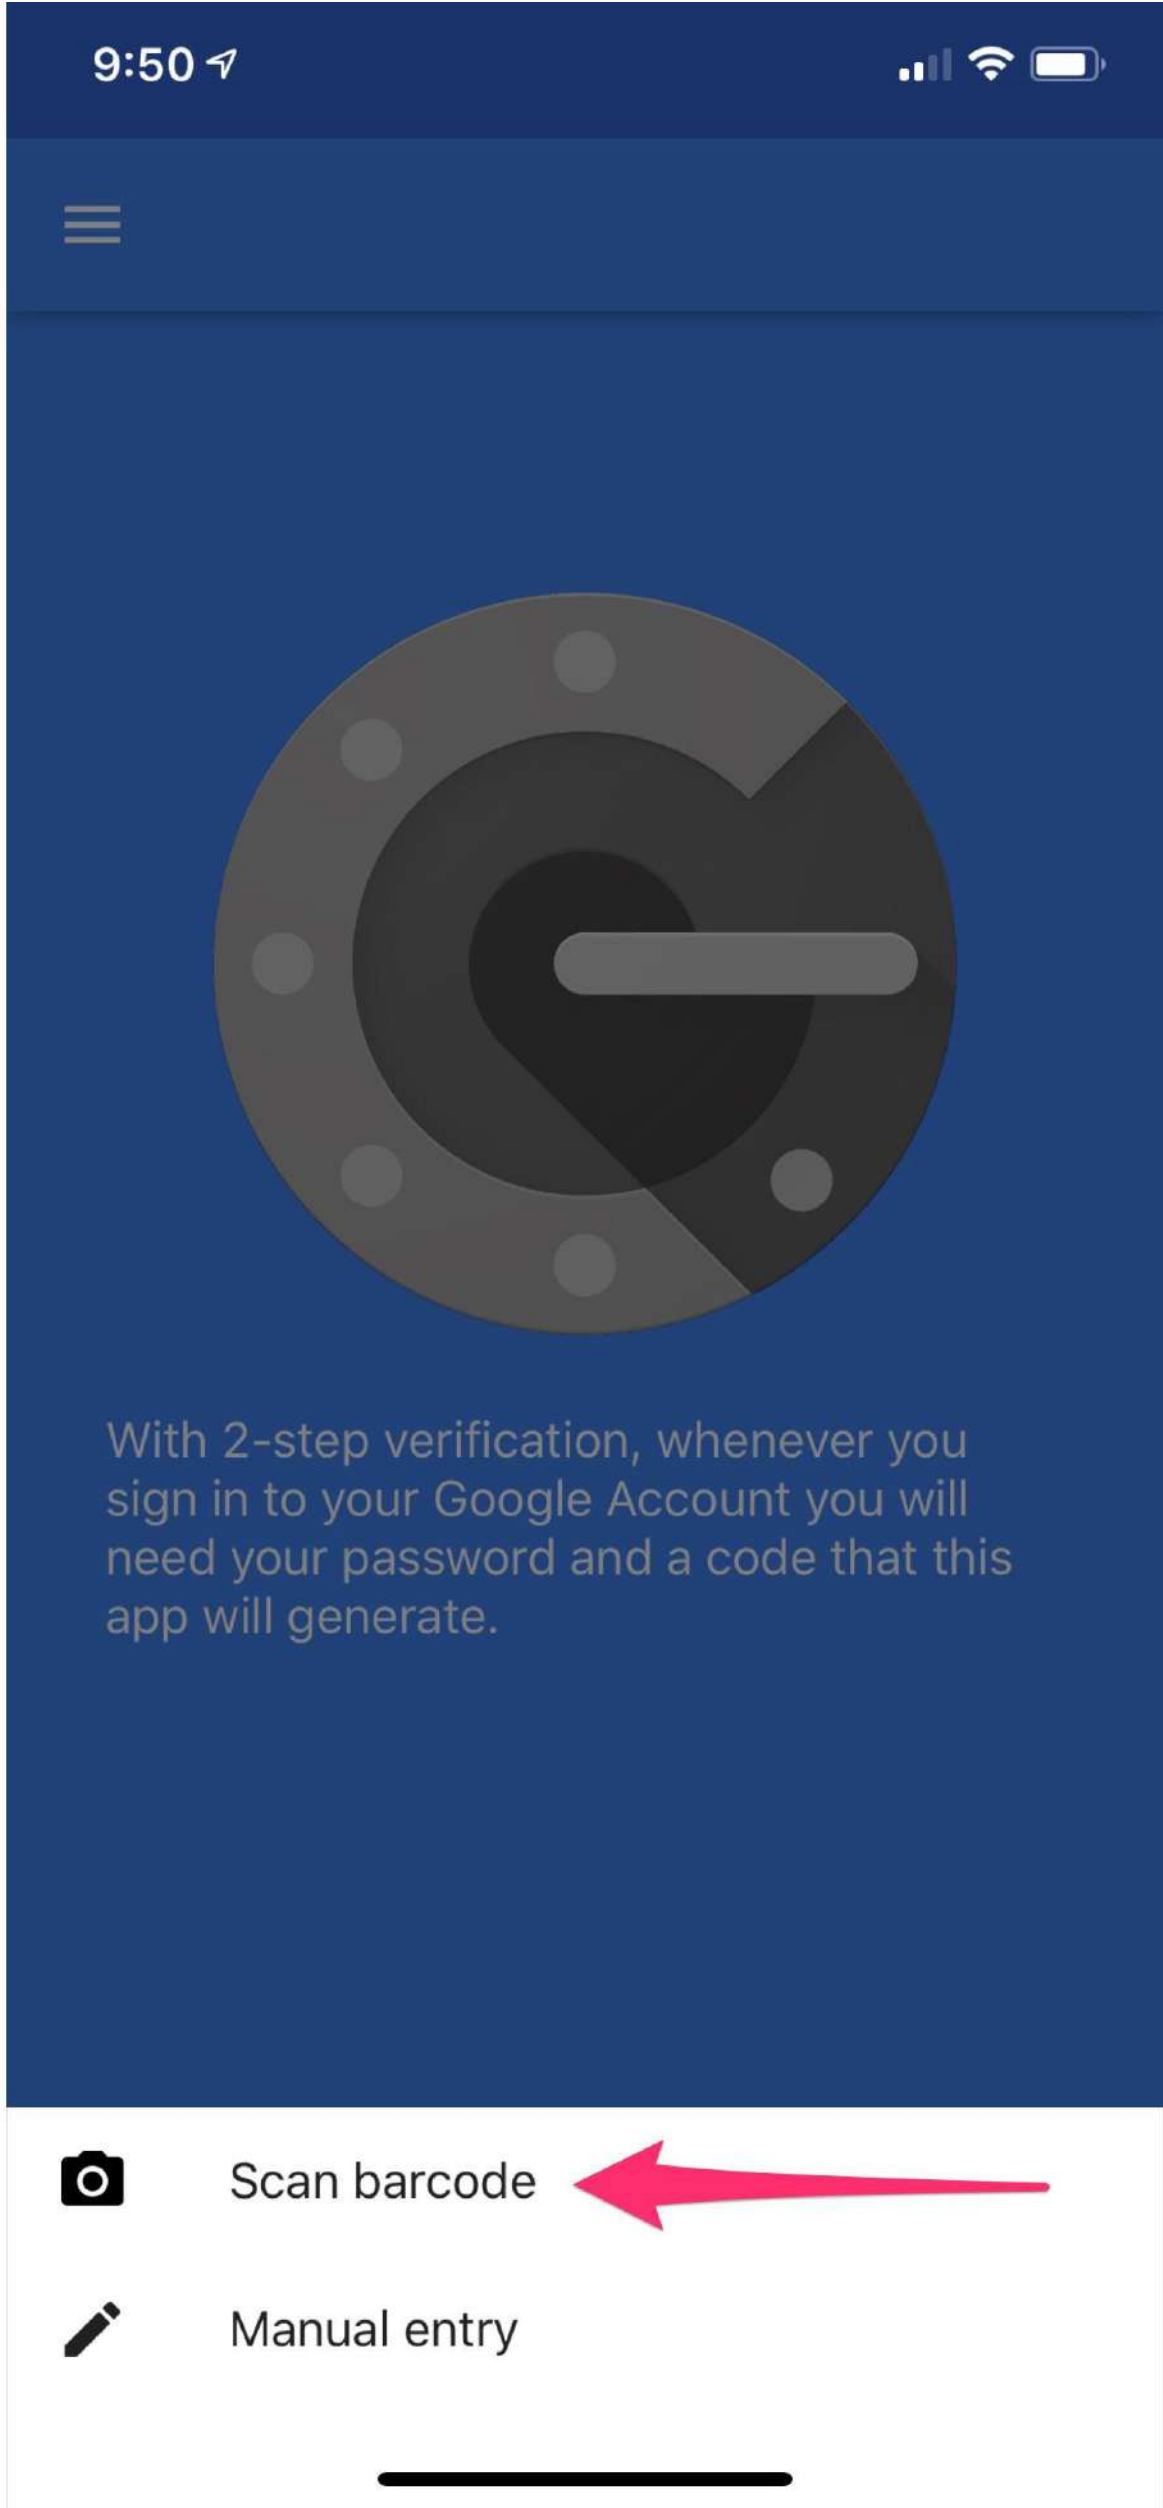 9:50
With 2-step verification, whenever you
sign in to your Google Account you will
need your password and a code that this
app will generate.
Scan barcode
Manual entry